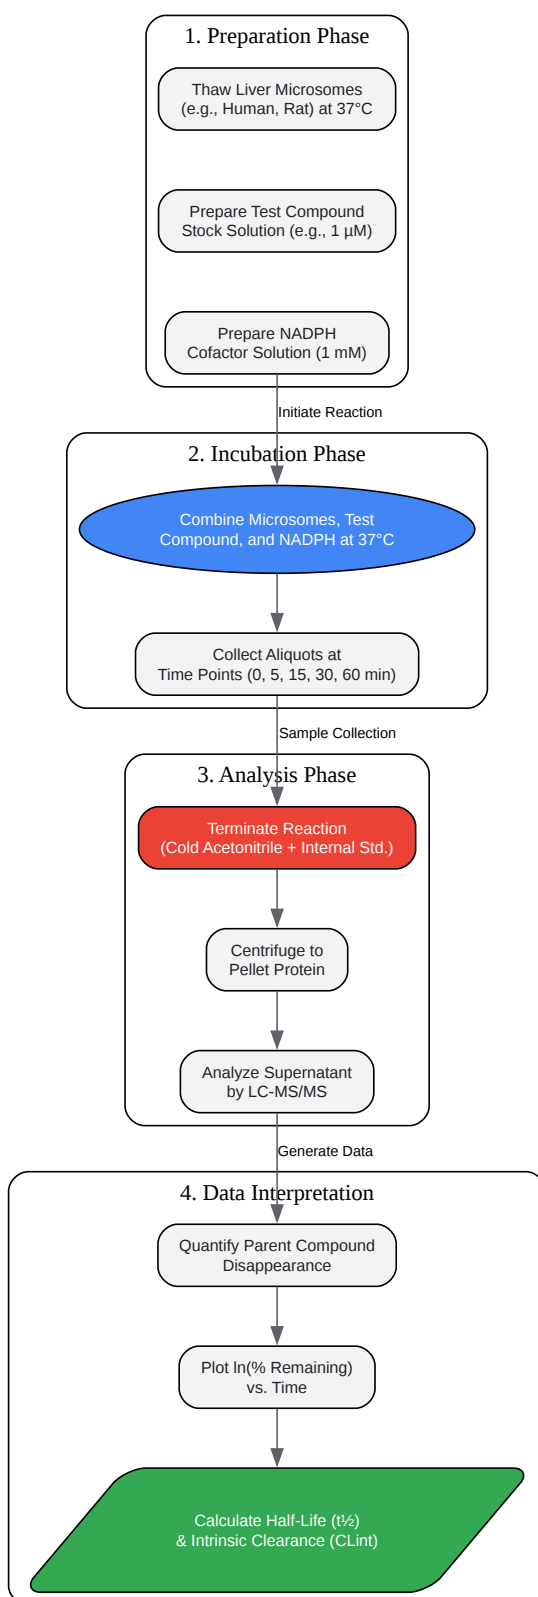 1. Preparation Phase
Thaw Liver Microsomes
(e.g., Human, Rat) at 37°C
Prepare Test Compound
Stock Solution (e.g., 1 µM)
Prepare NADPH
Cofactor Solution (1 mM)
Initiate Reaction
2. Incubation Phase
Combine Microsomes, Test
Compound, and NADPH at 37°C
Collect Aliquots at
Time Points (0, 5, 15, 30, 60 min)
Sample Collection
3. Analysis Phase
Terminate Reaction
(Cold Acetonitrile + Internal Std.)
Centrifuge to
Pellet Protein
Analyze Supernatant
by LC-MS/MS
Generate Data
4. Data Interpretation
Quantify Parent Compound
Disappearance
Plot ln(% Remaining)
vs. Time
Calculate Half-Life (t½)
& Intrinsic Clearance (CLint)